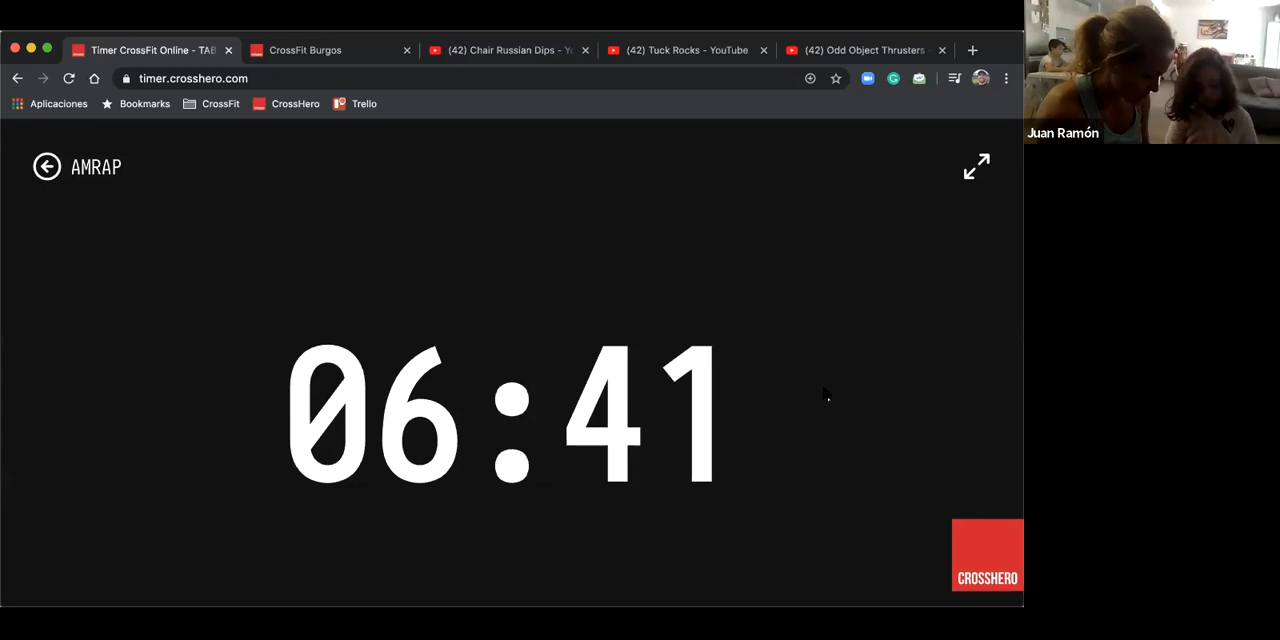 Timer CrossFit Online - TAB
CrossFit Burgos
(42) Chair Russian Dips - Yo
(42) Tuck Rocks - YouTube
(42) Odd Object Thrusters -
timer.crosshero.com
Aplicaciones
Bookmarks
CrossFit
CrossHero
Trello
Juan Ramón
AMRAP
06:41
CROSSHERO